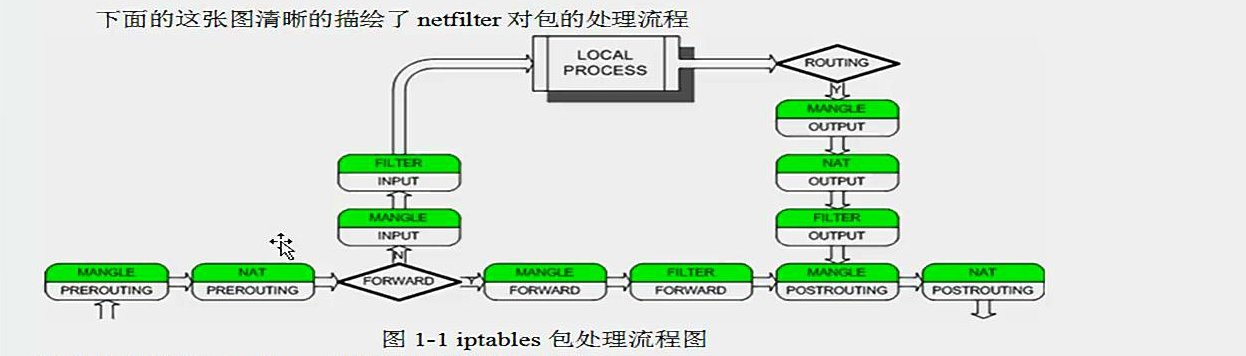 下面的这张图清晰的描绘了 netfilter 对包的处理流程
LOCAL
PROCESS
ROUTING
Y
MANGLE
OUTPUT
NAT
OUTPUT
FILTER
OUTPUT
FILTER
INPUT
MANGLE
INPUT
N
MANGLE
PREROUTING
NAT
PREROUTING
FORWARD
Y
MANGLE
FORWARD
FILTER
FORWARD
MANGLE
POSTROUTING
NAT
POSTROUTING
图 1-1 iptables 包处理流程图